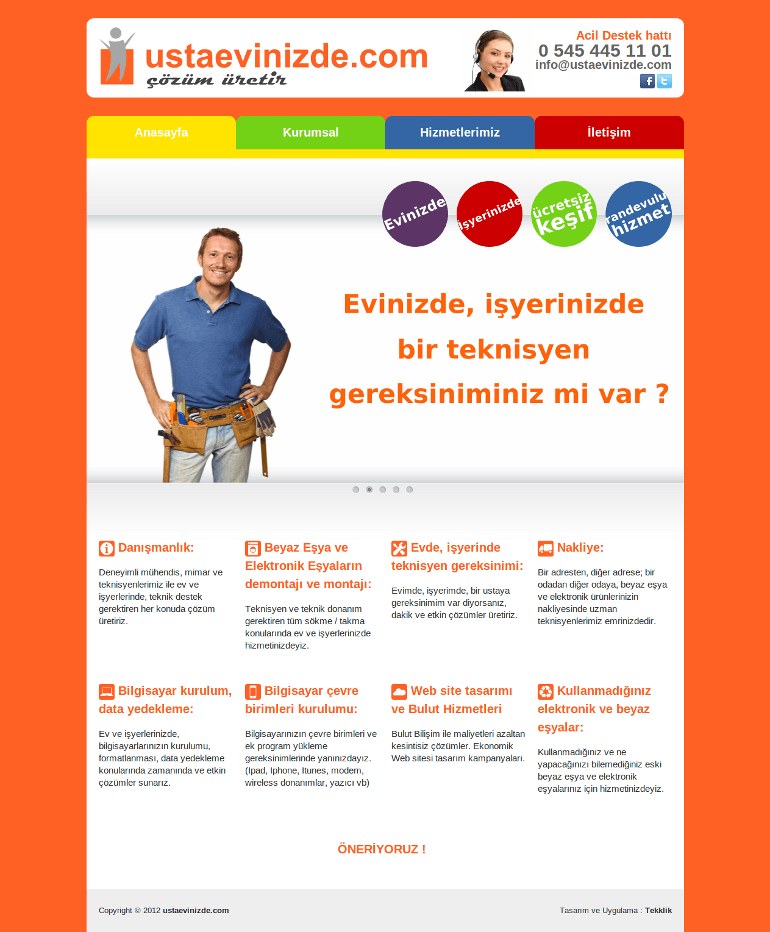 ustaevinizde.com
çözüm üretir
Acil Destek hattı
0 545 445 11 01
info@ustaevinizde.com
Anasayfa
Kurumsal
Hizmetlerimiz
İletişim
Evinizde
işyerinizde
ücretsiz
keşif
randevulu
hizmet
Evinizde, işyerinizde
bir teknisyen
gereksiniminiz mi var ?
Danışmanlık:
Deneyimli mühendis, mimar ve
teknisyenlerimiz ile ev ve
işyerlerinde, teknik destek
gerektiren her konuda çözüm
üretiriz.
Beyaz Eşya ve
Elektronik Eşyaların
demontajı ve montajı:
Teknisyen ve teknik donanım
gerektiren tüm sökme / takma
konularında ev ve işyerlerinizde
hizmetinizdeyiz.
Evde, işyerinde
teknisyen gereksinimi:
Evimde, işyerimde, bir ustaya
gereksinimim var diyorsanız,
dakik ve etkin çözümler üretiriz.
Nakliye:
Bir adresten, diğer adrese; bir
odadan diğer odaya, beyaz eşya
ve elektronik ürünlerinizin
nakliyesinde uzman
teknisyenlerimiz emrinizdedir.
Bilgisayar kurulum,
data yedekleme:
Ev ve işyerlerinizde,
bilgisayarlarınızın kurulumu,
formatlanması, data yedekleme
konularında zamanında ve etkin
çözümler sunarız.
Bilgisayar çevre
birimleri kurulumu:
Bilgisayarınızın çevre birimleri ve
ek program yükleme
gereksinimlerinde yanınızdayız.
(Ipad, Iphone, Itunes, modem,
wireless donanımlar, yazıcı vb)
Web site tasarımı
ve Bulut Hizmetleri
Bulut Bilişim ile maliyetleri azaltan
kesintisiz çözümler. Ekonomik
Web sitesi tasarım kampanyaları.
Kullanmadığınız
elektronik ve beyaz
eşyalar:
Kullanmadığınız ve ne
yapacağınızı bilemediğiniz eski
beyaz eşya ve elektronik
eşyalarınız için hizmetinizdeyiz.
ÖNERİYORUZ !
Copyright © 2012 ustaevinizde.com
Tasarım ve Uygulama : Tekklik